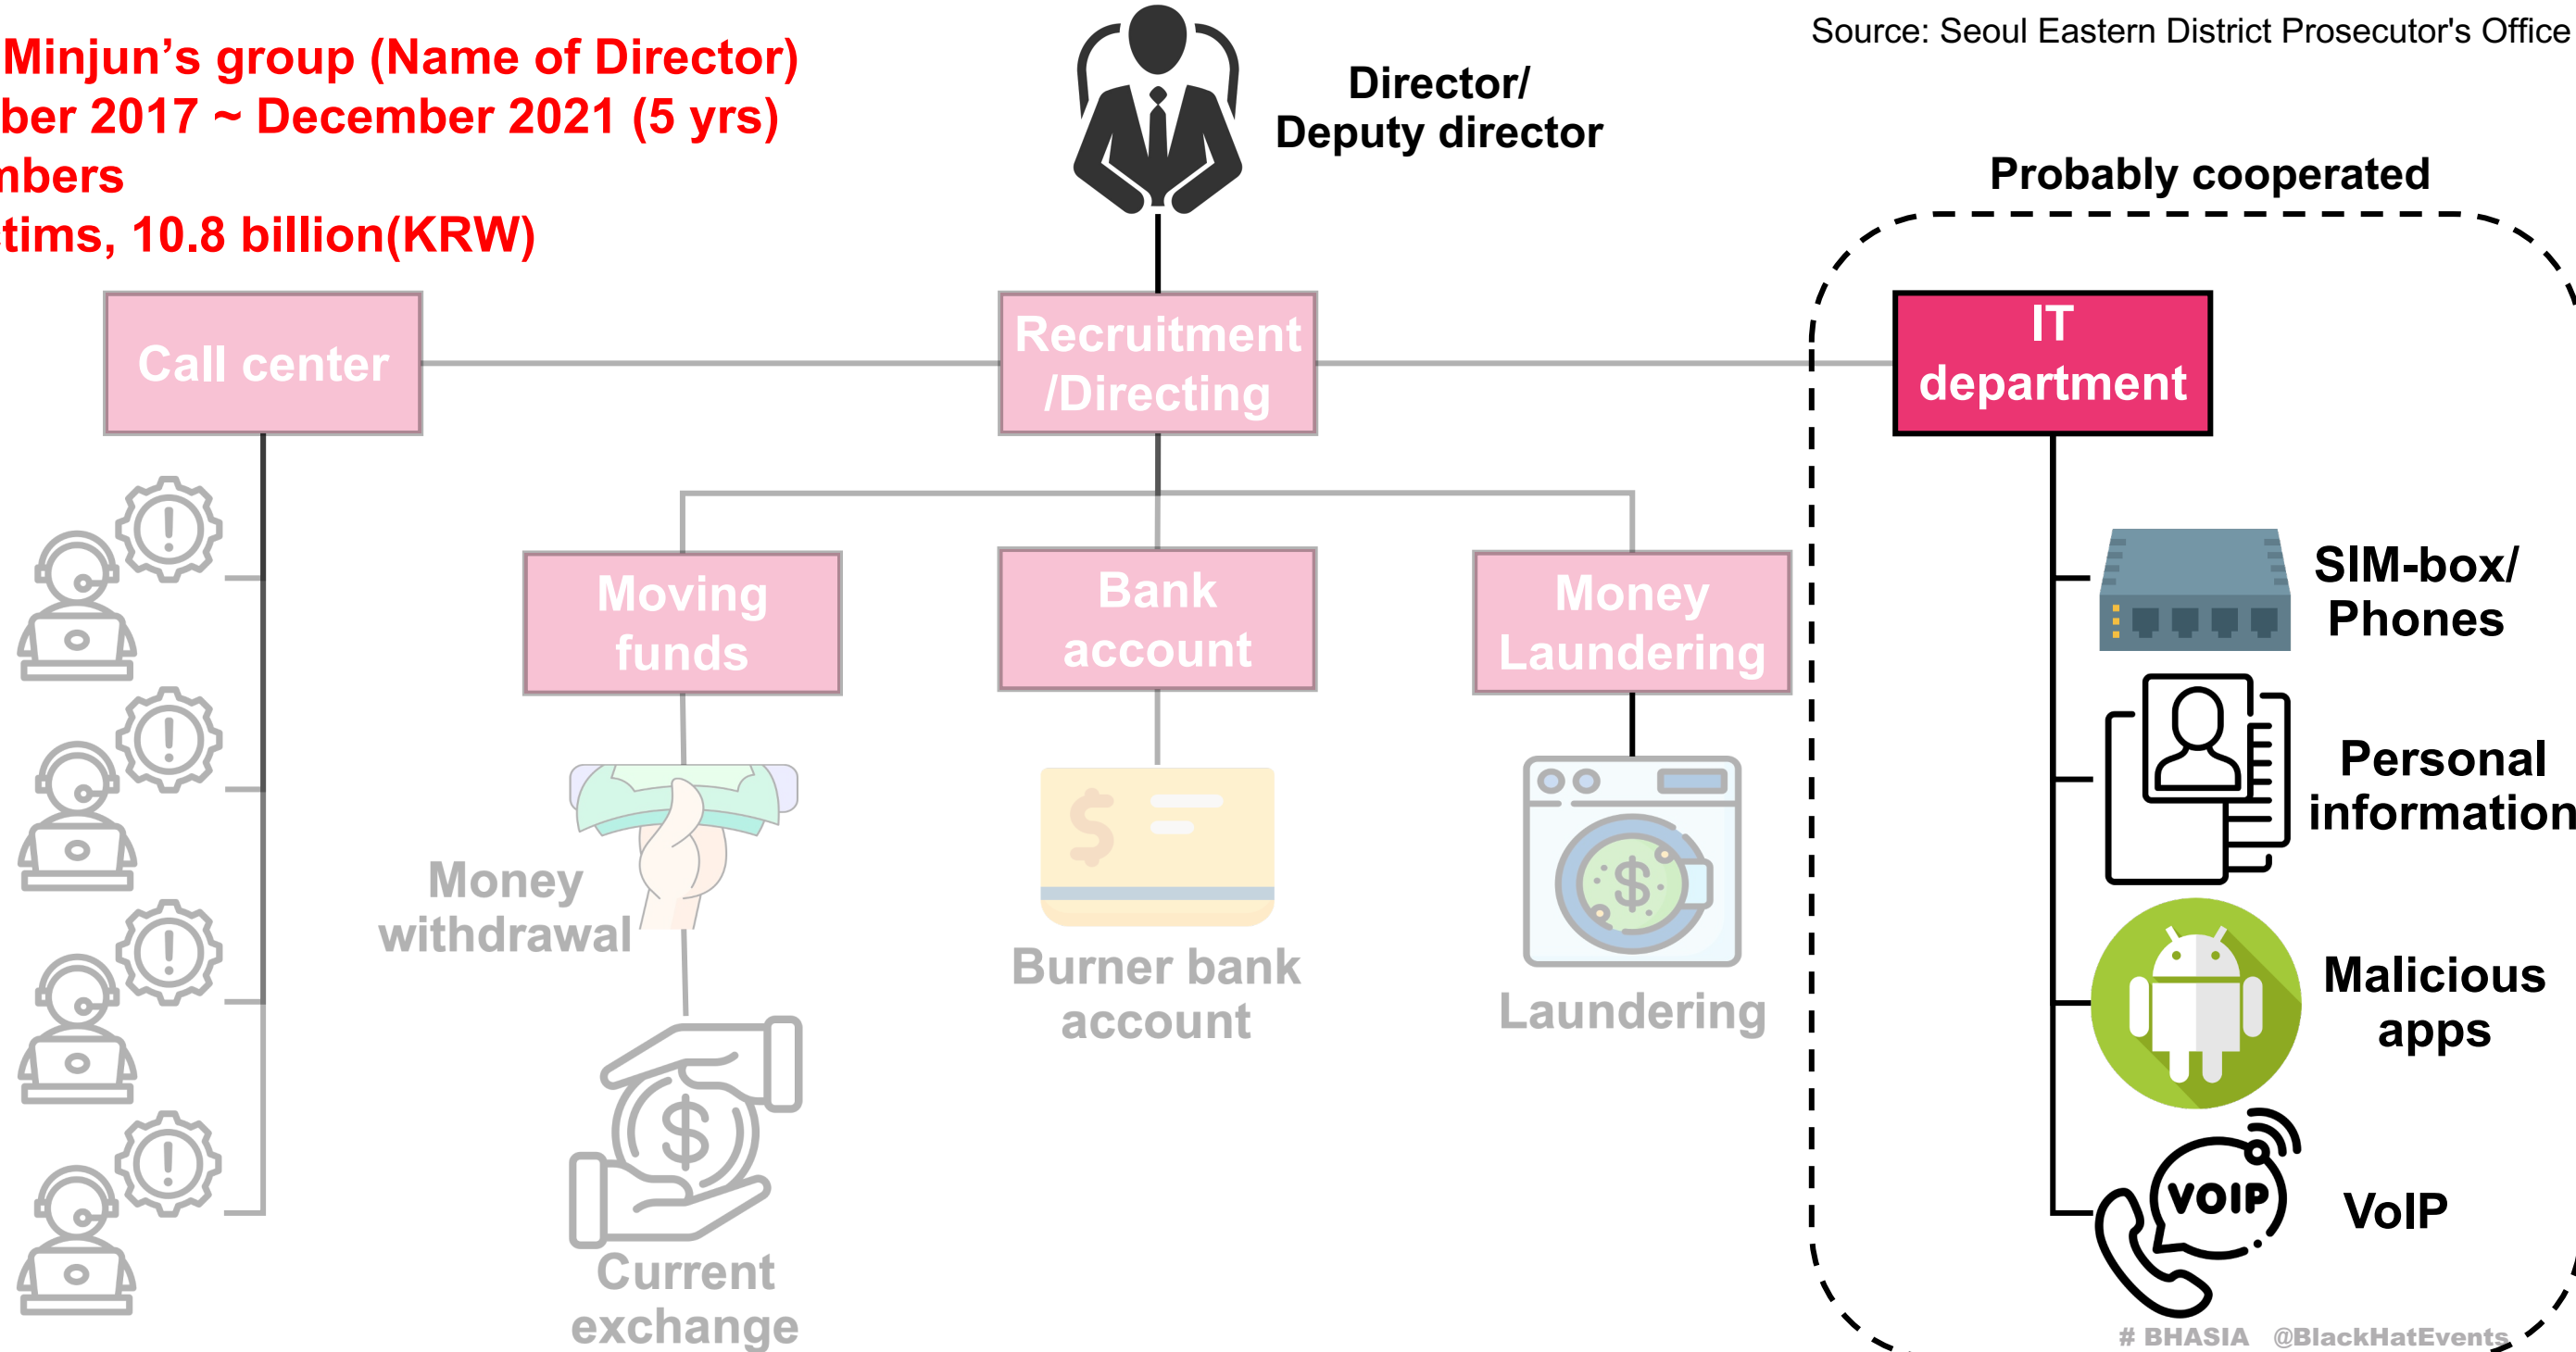 Minjun’s group (Name of Director)
ber 2017 ~ December 2021 (5 yrs)
mbers
tims, 10.8 billion(KRW)
Source: Seoul Eastern District Prosecutor's Office
Director/
Deputy director
Probably cooperated
Call center
Recruitment
/Directing
IT
department
Moving
funds
Bank
account
Money
Laundering
SIM-box/
Phones
Personal
information
Money
withdrawal
Burner bank
account
Laundering
Malicious
apps
Current
exchange
VOIP
VoIP
# BHASIA @BlackHatEvents